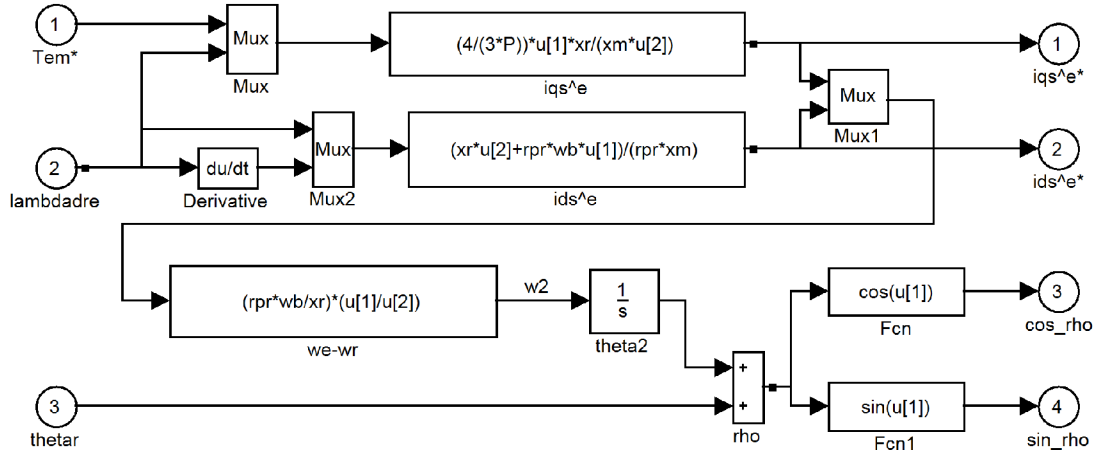 1
Tem*
Mux
Mux
(4/(3*P))*u[1]*xr/(xm*u[2])
iqs^e
Mux
Mux1
1
iqs^e*
2
lambdadre
du/dt
Derivative
Mux
Mux2
(xr*u[2]+rpr*wb*u[1])/(rpr*xm)
ids^e
2
ids^e*
(rpr*wb/xr)*(u[1]/u[2])
we-wr
w2
1
s
theta2
cos(u[1])
Fcn
3
cos_rho
3
thetar
+
+
rho
sin(u[1])
Fcn1
4
sin_rho